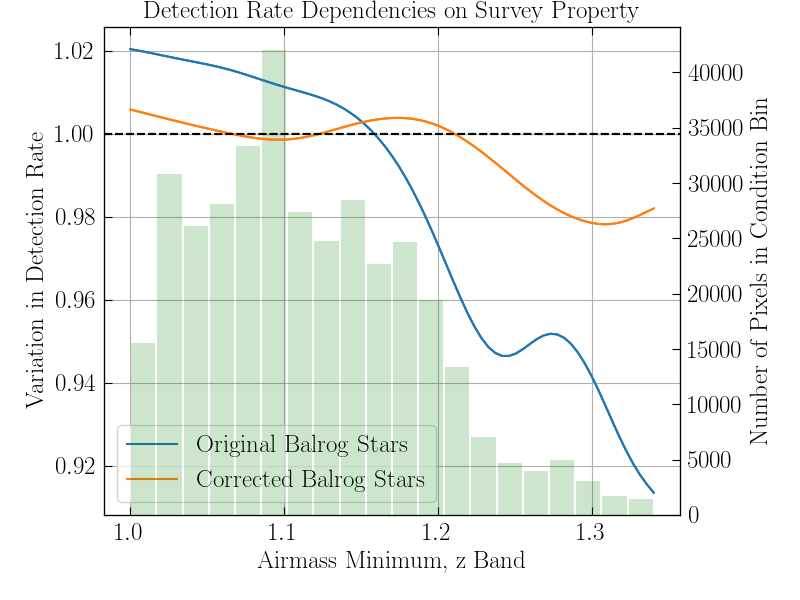 Detection Rate Dependencies on Survey Property
Variation in Detection Rate
1.02
1.00
0.98
0.96
0.94
0.92
40000
35000
30000
25000
20000
15000
10000
5000
0
Number of Pixels in Condition Bin
Original Balrog Stars
Corrected Balrog Stars
1.0 1.1 1.2 1.3
Airmass Minimum, z Band